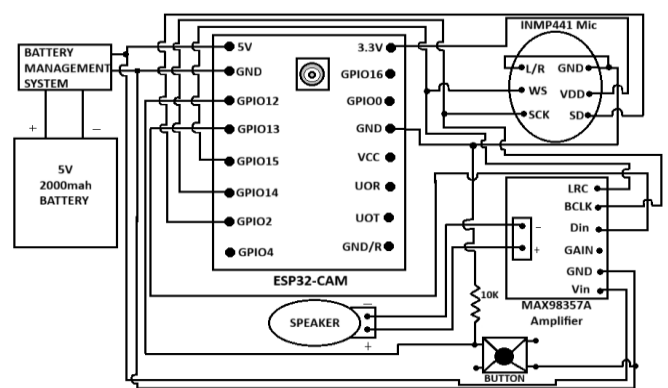 BATTERY
MANAGEMENT
SYSTEM
+ −
5V
2000mah
BATTERY
5V
GND
GPIO12
GPIO13
GPIO15
GPIO14
GPIO2
GPIO4
3.3V
GPIO16
GPIO0
GND
VCC
UOR
UOT
GND/R
ESP32-CAM
INMP441 Mic
L/R GND
WS VDD
SCK SD
LRC
BCLK
Din
GAIN
GND
Vin
-
+
MAX98357A
Amplifier
SPEAKER
−
+
10K
BUTTON